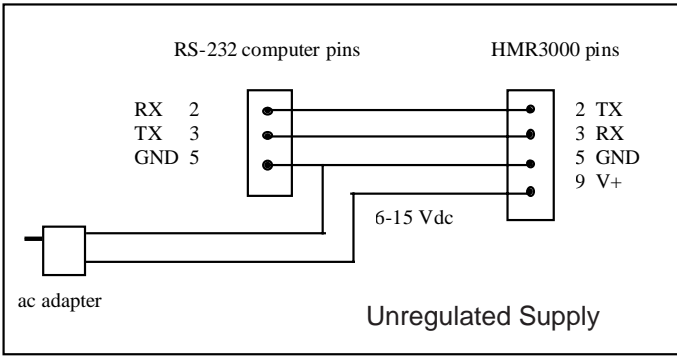 RS-232 computer pins HMR3000 pins
RX 2 2 TX
TX 3 3 RX
GND 5 5 GND
9 V+
6-15 Vdc
ac adapter
Unregulated Supply